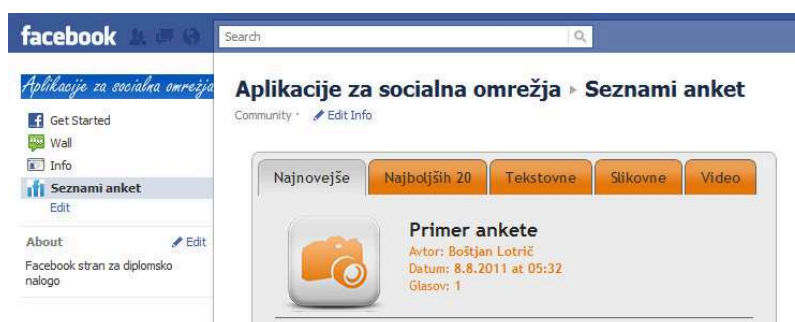 facebook
Search
Aplikacije za socialna omrežja
Get Started
Wall
Info
Seznami anket
Edit
About Edit
Facebook stran za diplomsko
nalogo
Aplikacije za socialna omrežja ▸ Seznami anket
Community · Edit Info
Najnovejše Najboljših 20 Tekstovne Slikovne Video
Primer ankete
Avtor: Boštjan Lotrič
Datum: 8.8.2011 at 05:32
Glasov: 1